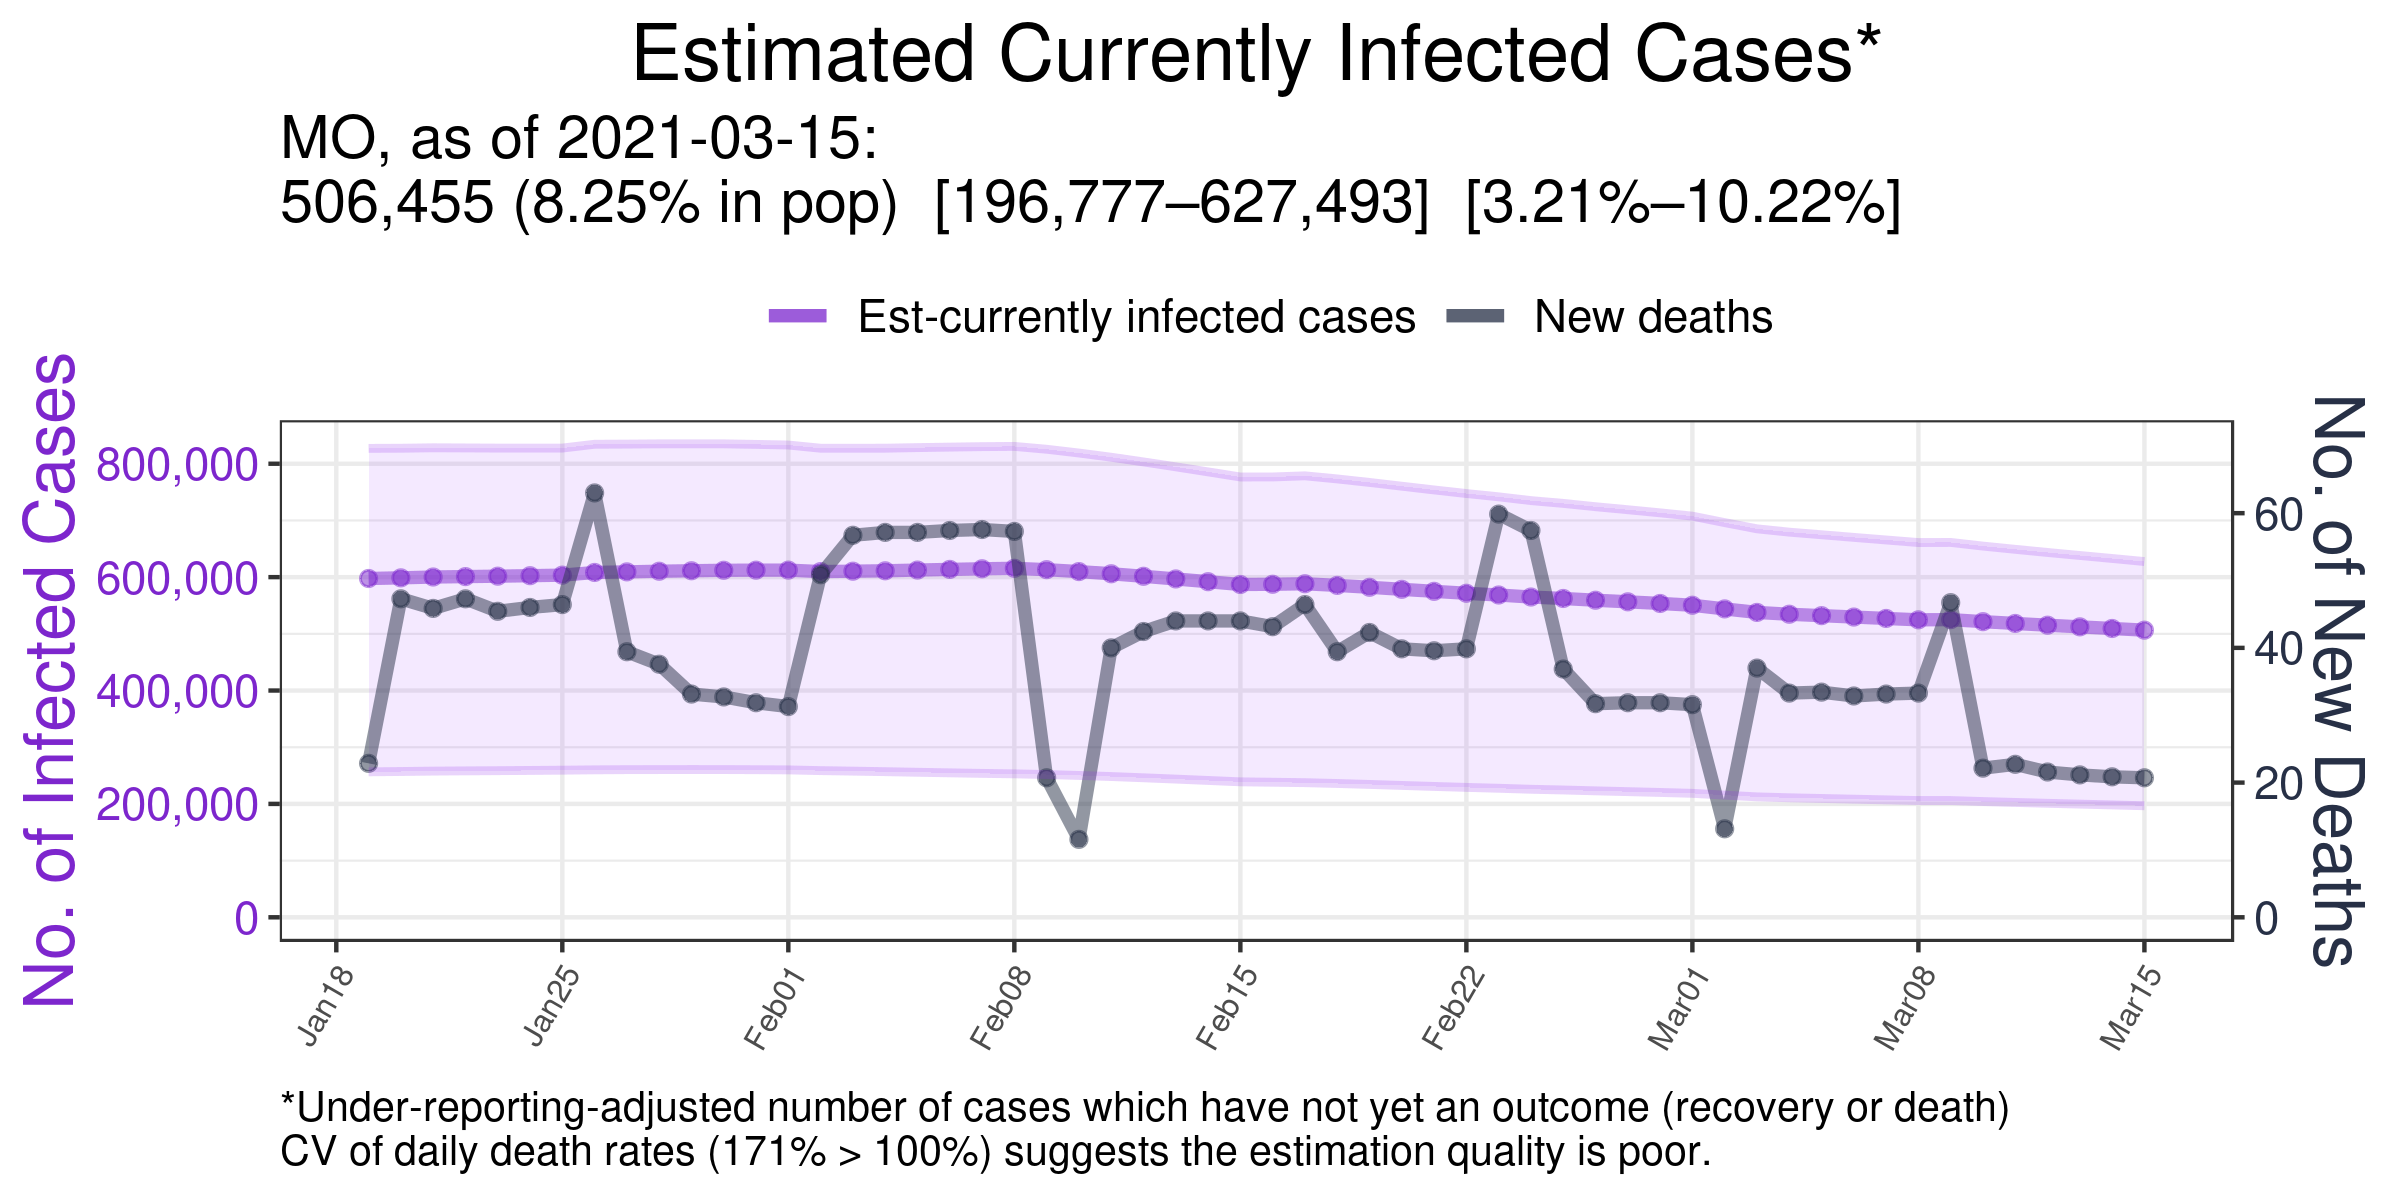 Estimated Currently Infected Cases*
MO, as of 2021-03-15:
506,455 (8.25% in pop)  [196,777–627,493]  [3.21%–10.22%]
Est-currently infected cases
New deaths
No. of Infected Cases
800,000
600,000
400,000
200,000
0
No. of New Deaths
60
40
20
0
Jan18
Jan25
Feb01
Feb08
Feb15
Feb22
Mar01
Mar08
Mar15
*Under-reporting-adjusted number of cases which have not yet an outcome (recovery or death)
CV of daily death rates (171% > 100%) suggests the estimation quality is poor.